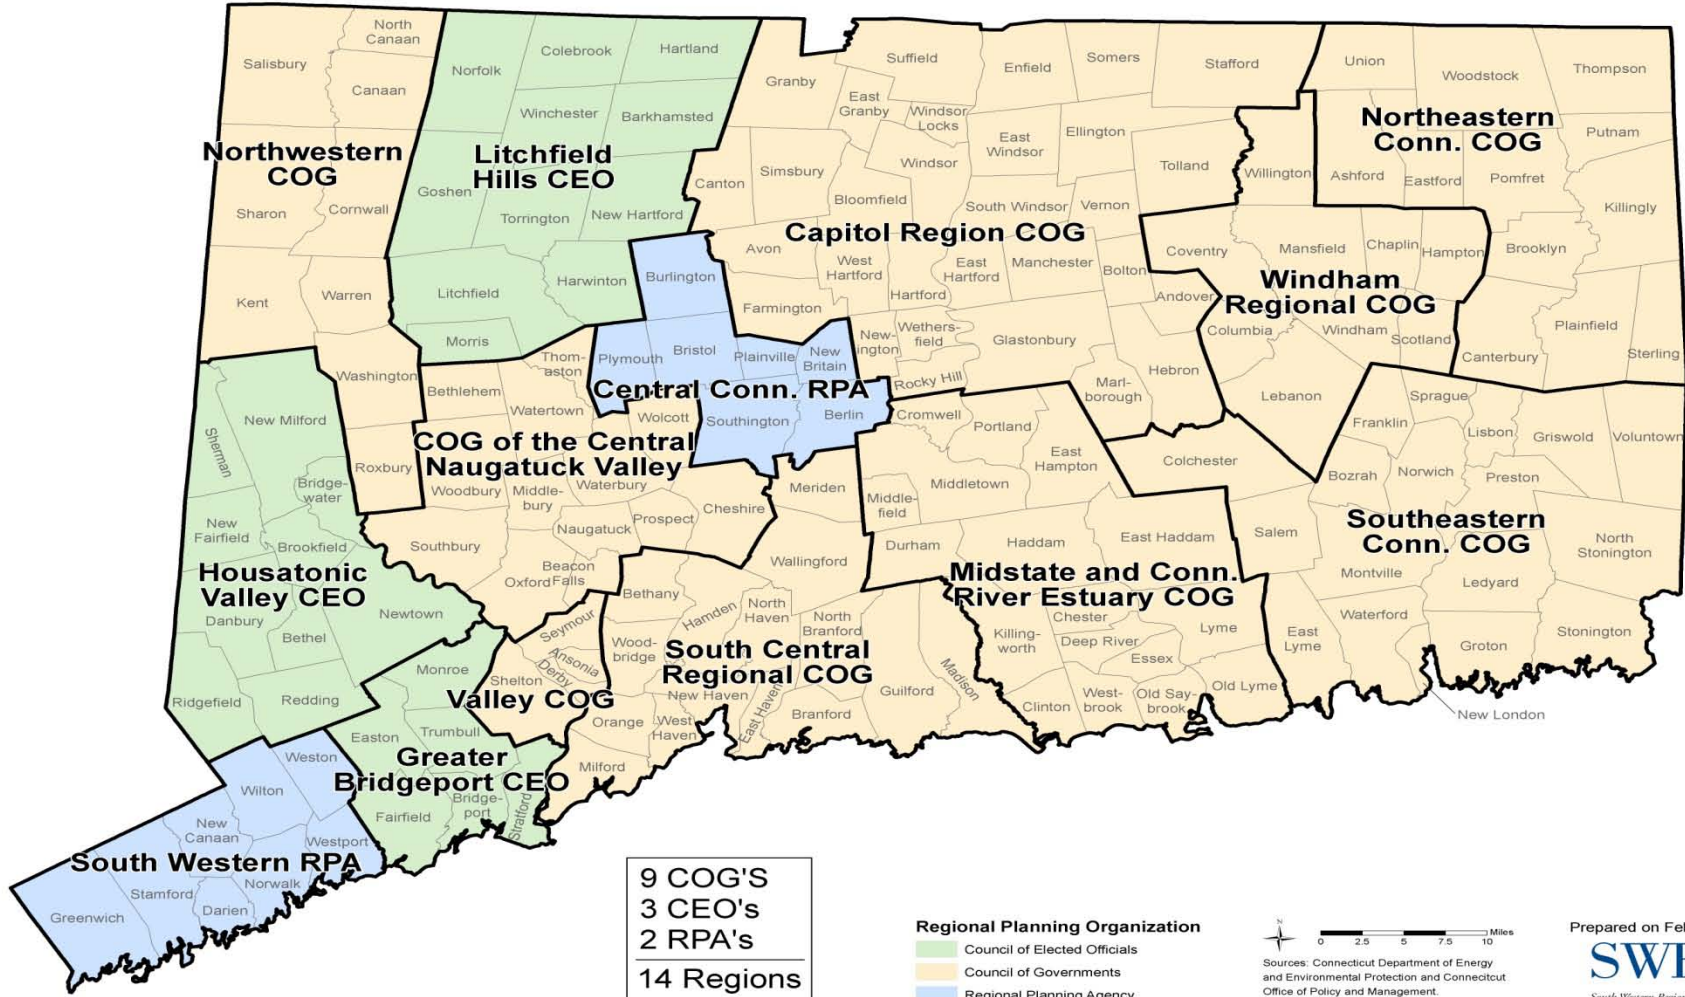 North
Canaan
Salisbury
Canaan
Northwestern
COG
Sharon
Cornwall
Kent
Warren
Washington
Roxbury
Norfolk
Colebrook
Hartland
Winchester
Barkhamsted
Litchfield
Hills CEO
Goshen
Torrington
New Hartford
Litchfield
Harwinton
Morris
Granby
Suffield
Enfield
Somers
Stafford
East
Granby
Windsor
Locks
East
Windsor
Ellington
Tolland
Canton
Simsbury
Windsor
Bloomfield
South Windsor
Vernon
Capitol Region COG
Avon
West
Hartford
East
Hartford
Manchester
Bolton
Farmington
Hartford
Andover
New-
ington
Wethers-
field
Glastonbury
Hebron
Rocky Hill
Marl-
borough
Union
Woodstock
Thompson
Northeastern
Conn. COG
Putnam
Ashford
Eastford
Pomfret
Killingly
Brooklyn
Plainfield
Canterbury
Sterling
Willington
Coventry
Mansfield
Chaplin
Hampton
Windham
Regional COG
Columbia
Windham
Scotland
Lebanon
Burlington
Plymouth
Bristol
Plainville
New
Britain
Central Conn. RPA
Southington
Berlin
Thom-
aston
Bethlehem
Watertown
Wolcott
COG of the Central
Naugatuck Valley
Woodbury
Middle-
bury
Waterbury
Cheshire
Prospect
Naugatuck
Southbury
Beacon
Falls
Oxford
New Milford
Sherman
Bridge-
water
New
Fairfield
Brookfield
Housatonic
Valley CEO
Danbury
Newtown
Bethel
Ridgefield
Redding
Cromwell
Portland
East
Hampton
Middletown
Middle-
field
Durham
Haddam
East Haddam
Midstate and Conn.
River Estuary COG
Chester
Killing-
worth
Deep River
Lyme
Essex
Clinton
West-
brook
Old Say-
brook
Old Lyme
Sprague
Franklin
Lisbon
Griswold
Voluntown
Colchester
Bozrah
Norwich
Preston
Salem
Southeastern
Conn. COG
North
Stonington
Montville
Ledyard
Waterford
East
Lyme
Groton
Stonington
New London
Meriden
Wallingford
Bethany
Hamden
North
Haven
North
Branford
Wood-
bridge
South Central
Regional COG
New Haven
East Haven
Guilford
Madison
Branford
Orange
West
Haven
Milford
Seymour
Ansonia
Derby
Shelton
Valley COG
Monroe
Easton
Trumbull
Greater
Bridgeport CEO
Fairfield
Bridge-
port
Stratford
Weston
Wilton
New
Canaan
Westport
South Western RPA
Stamford
Norwalk
Darien
Greenwich
9 COG'S
3 CEO's
2 RPA's
14 Regions
Regional Planning Organization
Council of Elected Officials
Council of Governments
Regional Planning Agency
N
0 2.5 5 7.5 10 Miles
Sources: Connecticut Department of Energy
and Environmental Protection and Connecitcut
Office of Policy and Management.
Prepared on Fe
SW
South Western Regio